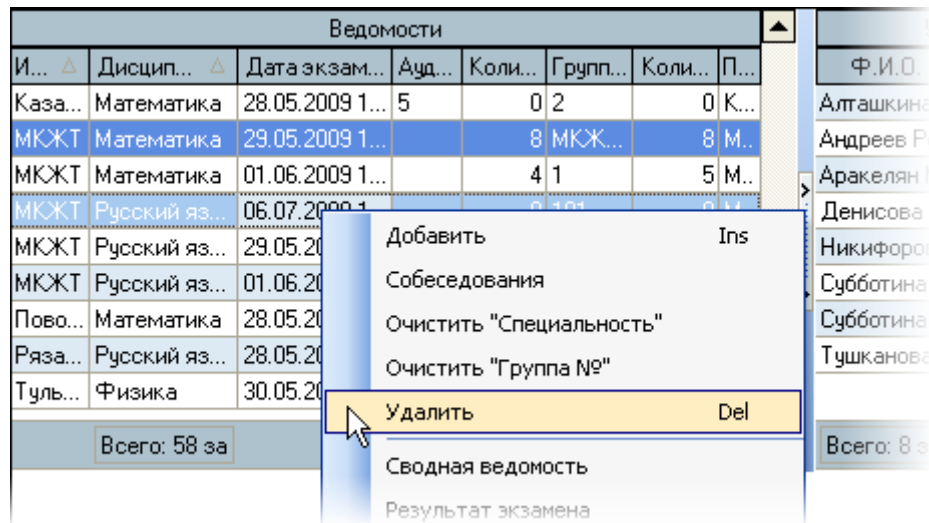 Ведомости
И... Дисцип... Дата экзам... Ауд... Коли... Групп... Коли... П... Ф.И.О.
Каза... Математика 28.05.2009 1... 5 0 2 0 К... Алташкина
МКЖТ Математика 29.05.2009 1... 8 МКЖ... 8 М... Андреев Р
МКЖТ Математика 01.06.2009 1... 4 1 5 М... Аракелян
МКЖТ Русский яз... 06.07.2009 1 Денисова
Добавить Ins
МКЖТ Русский яз... 29.05.20 Никифоро
Собеседования
МКЖТ Русский яз... 01.06.20 Субботина
Очистить "Специальность"
Пово... Математика 28.05.20 Субботина
Ряза... Русский яз... 28.05.20 Тушканова
Очистить "Группа №"
Туль... Физика 30.05.20
Удалить Del
Всего: 58 за Всего: 8 з
Сводная ведомость
Результат экзамена